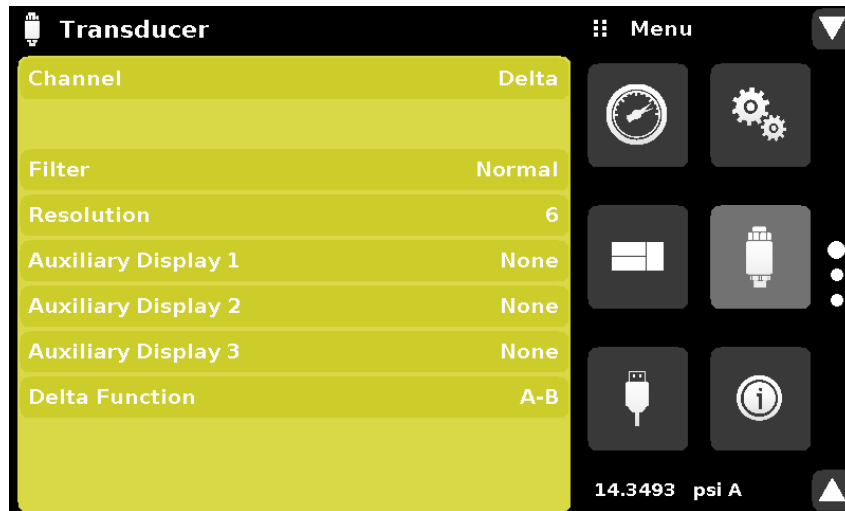 Transducer
Channel Delta
Filter Normal
Resolution 6
Auxiliary Display 1 None
Auxiliary Display 2 None
Auxiliary Display 3 None
Delta Function A-B
Menu
14.3493 psi A